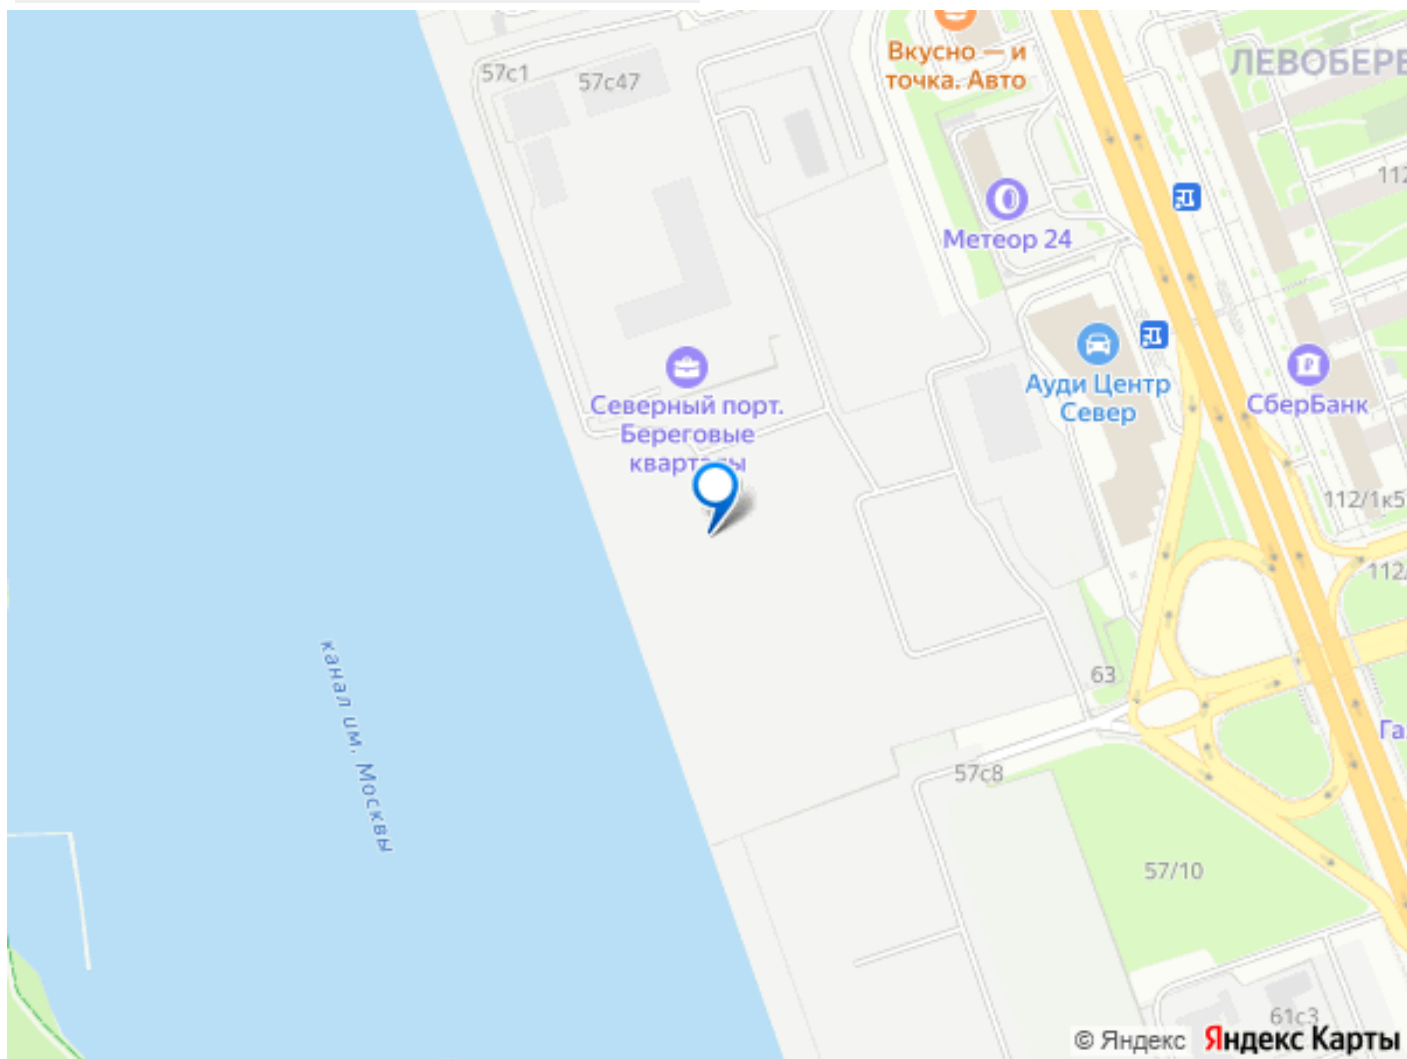 57с1
57с47
Вкусно — и
точка. Авто
ЛЕВОБЕРЕ
112
Метеор 24
Ауди Центр
Север
СберБанк
Северный порт.
Береговые
кварталы
112/1к5
112/
63
канал им. Москвы
57с8
Га
57/10
61с3
© Яндекс Яндекс Карты